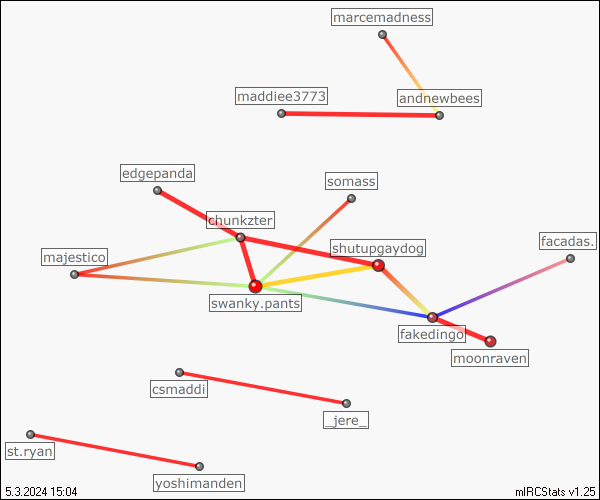 marcemadness
maddiee3773
andnewbees
edgepanda
somass
chunkzter
facadas.
shutupgaydog
majestico
swanky.pants
fakedingo
moonraven
csmaddi
_jere_
st.ryan
yoshimanden
5.3.2024 15:04
mIRCStats v1.25